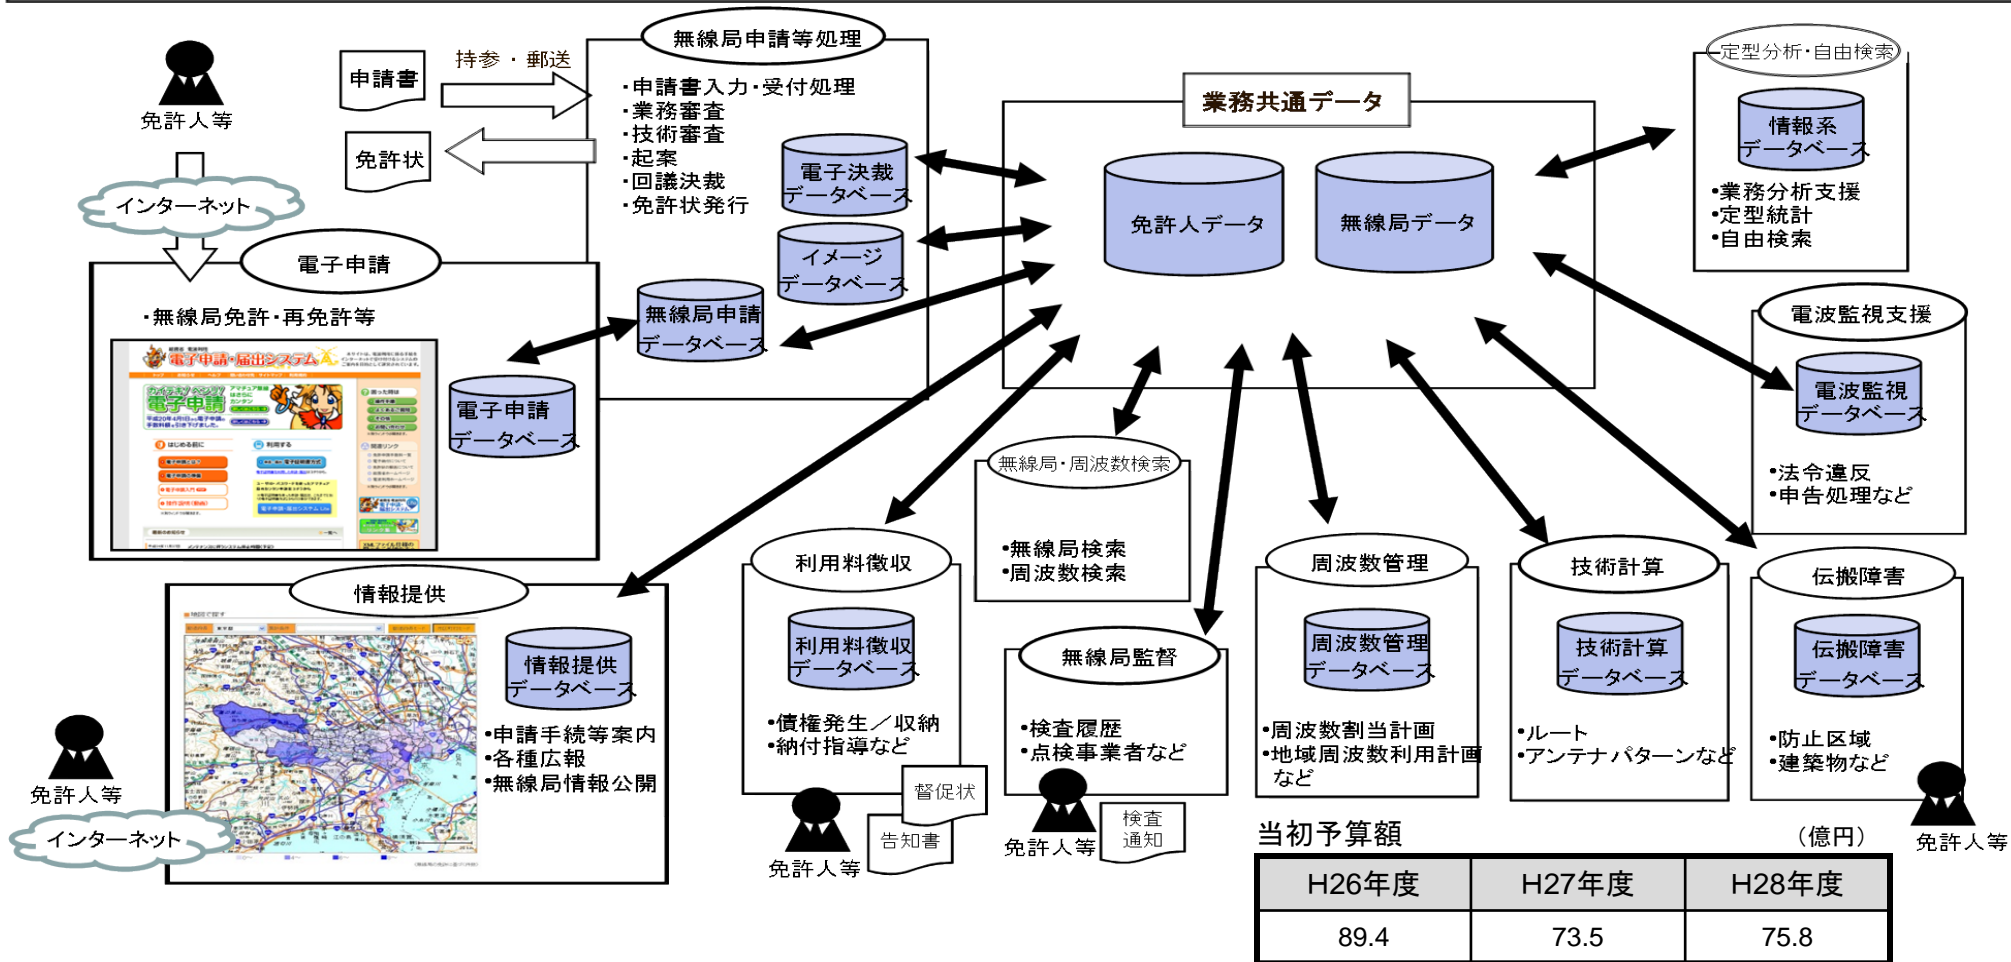 無線局申請等処理
定型分析・自由検索
申請書
持参・郵送
免許人等
免許状
・申請書入力・受付処理
・業務審査
・技術審査
・起案
・回議決裁
・免許状発行
電子決裁
データベース
イメージ
データベース
業務共通データ
免許人データ
無線局データ
情報系
データベース
•業務分析支援
•定型統計
•自由検索
インターネット
電子申請
・無線局免許・再免許等
無線局申請
データベース
電子申請・届出システム
電子申請
はじめる前に
利用する
電子申請
データベース
電波監視支援
電波監視
データベース
•法令違反
•申告処理など
無線局・周波数検索
•無線局検索
•周波数検索
情報提供
地図で探す
情報提供
データベース
•申請手続等案内
•各種広報
•無線局情報公開
免許人等
インターネット
利用料徴収
利用料徴収
データベース
•債権発生／収納
•納付指導など
督促状
告知書
免許人等
無線局監督
•検査履歴
•点検事業者など
免許人等
検査
通知
周波数管理
周波数管理
データベース
•周波数割当計画
•地域周波数利用計画
など
技術計算
技術計算
データベース
•ルート
•アンテナパターンなど
伝搬障害
伝搬障害
データベース
•防止区域
•建築物など
免許人等
当初予算額
（億円）
H26年度 H27年度 H28年度
89.4 73.5 75.8